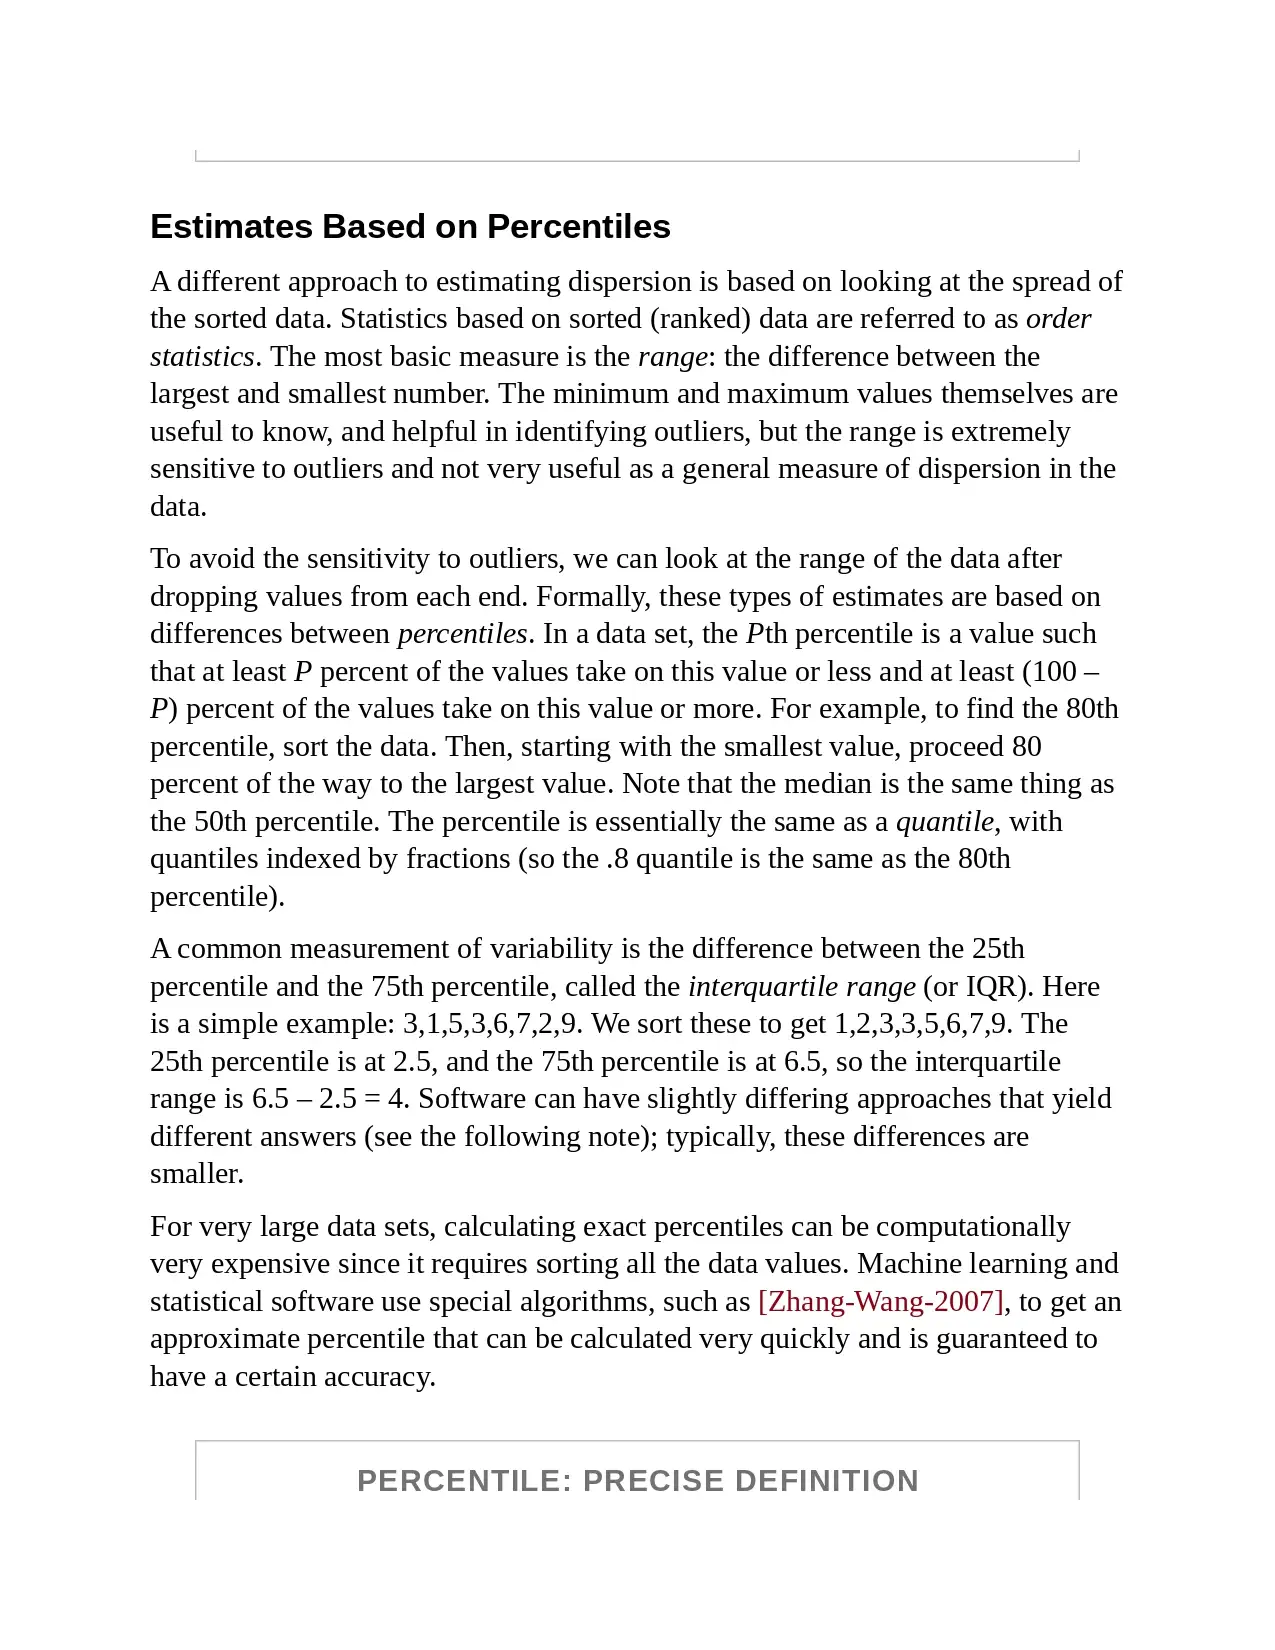 Estimates Based on Percentiles
A different approach to estimating dispersion is based on looking at the spread of
the sorted data. Statistics based on sorted (ranked) data are referred to as order
statistics. The most basic measure is the range: the difference between the
largest and smallest number. The minimum and maximum values themselves are
useful to know, and helpful in identifying outliers, but the range is extremely
sensitive to outliers and not very useful as a general measure of dispersion in the
data.
To avoid the sensitivity to outliers, we can look at the range of the data after
dropping values from each end. Formally, these types of estimates are based on
differences between percentiles. In a data set, the Pth percentile is a value such
that at least P percent of the values take on this value or less and at least (100 –
P) percent of the values take on this value or more. For example, to find the 80th
percentile, sort the data. Then, starting with the smallest value, proceed 80
percent of the way to the largest value. Note that the median is the same thing as
the 50th percentile. The percentile is essentially the same as a quantile, with
quantiles indexed by fractions (so the .8 quantile is the same as the 80th
percentile).
A common measurement of variability is the difference between the 25th
percentile and the 75th percentile, called the interquartile range (or IQR). Here
is a simple example: 3,1,5,3,6,7,2,9. We sort these to get 1,2,3,3,5,6,7,9. The
25th percentile is at 2.5, and the 75th percentile is at 6.5, so the interquartile
range is 6.5 – 2.5 = 4. Software can have slightly differing approaches that yield
different answers (see the following note); typically, these differences are
smaller.
For very large data sets, calculating exact percentiles can be computationally
very expensive since it requires sorting all the data values. Machine learning and
statistical software use special algorithms, such as [Zhang-Wang-2007], to get an
approximate percentile that can be calculated very quickly and is guaranteed to
have a certain accuracy.
PERCENTILE: PRECISE DEFINITION